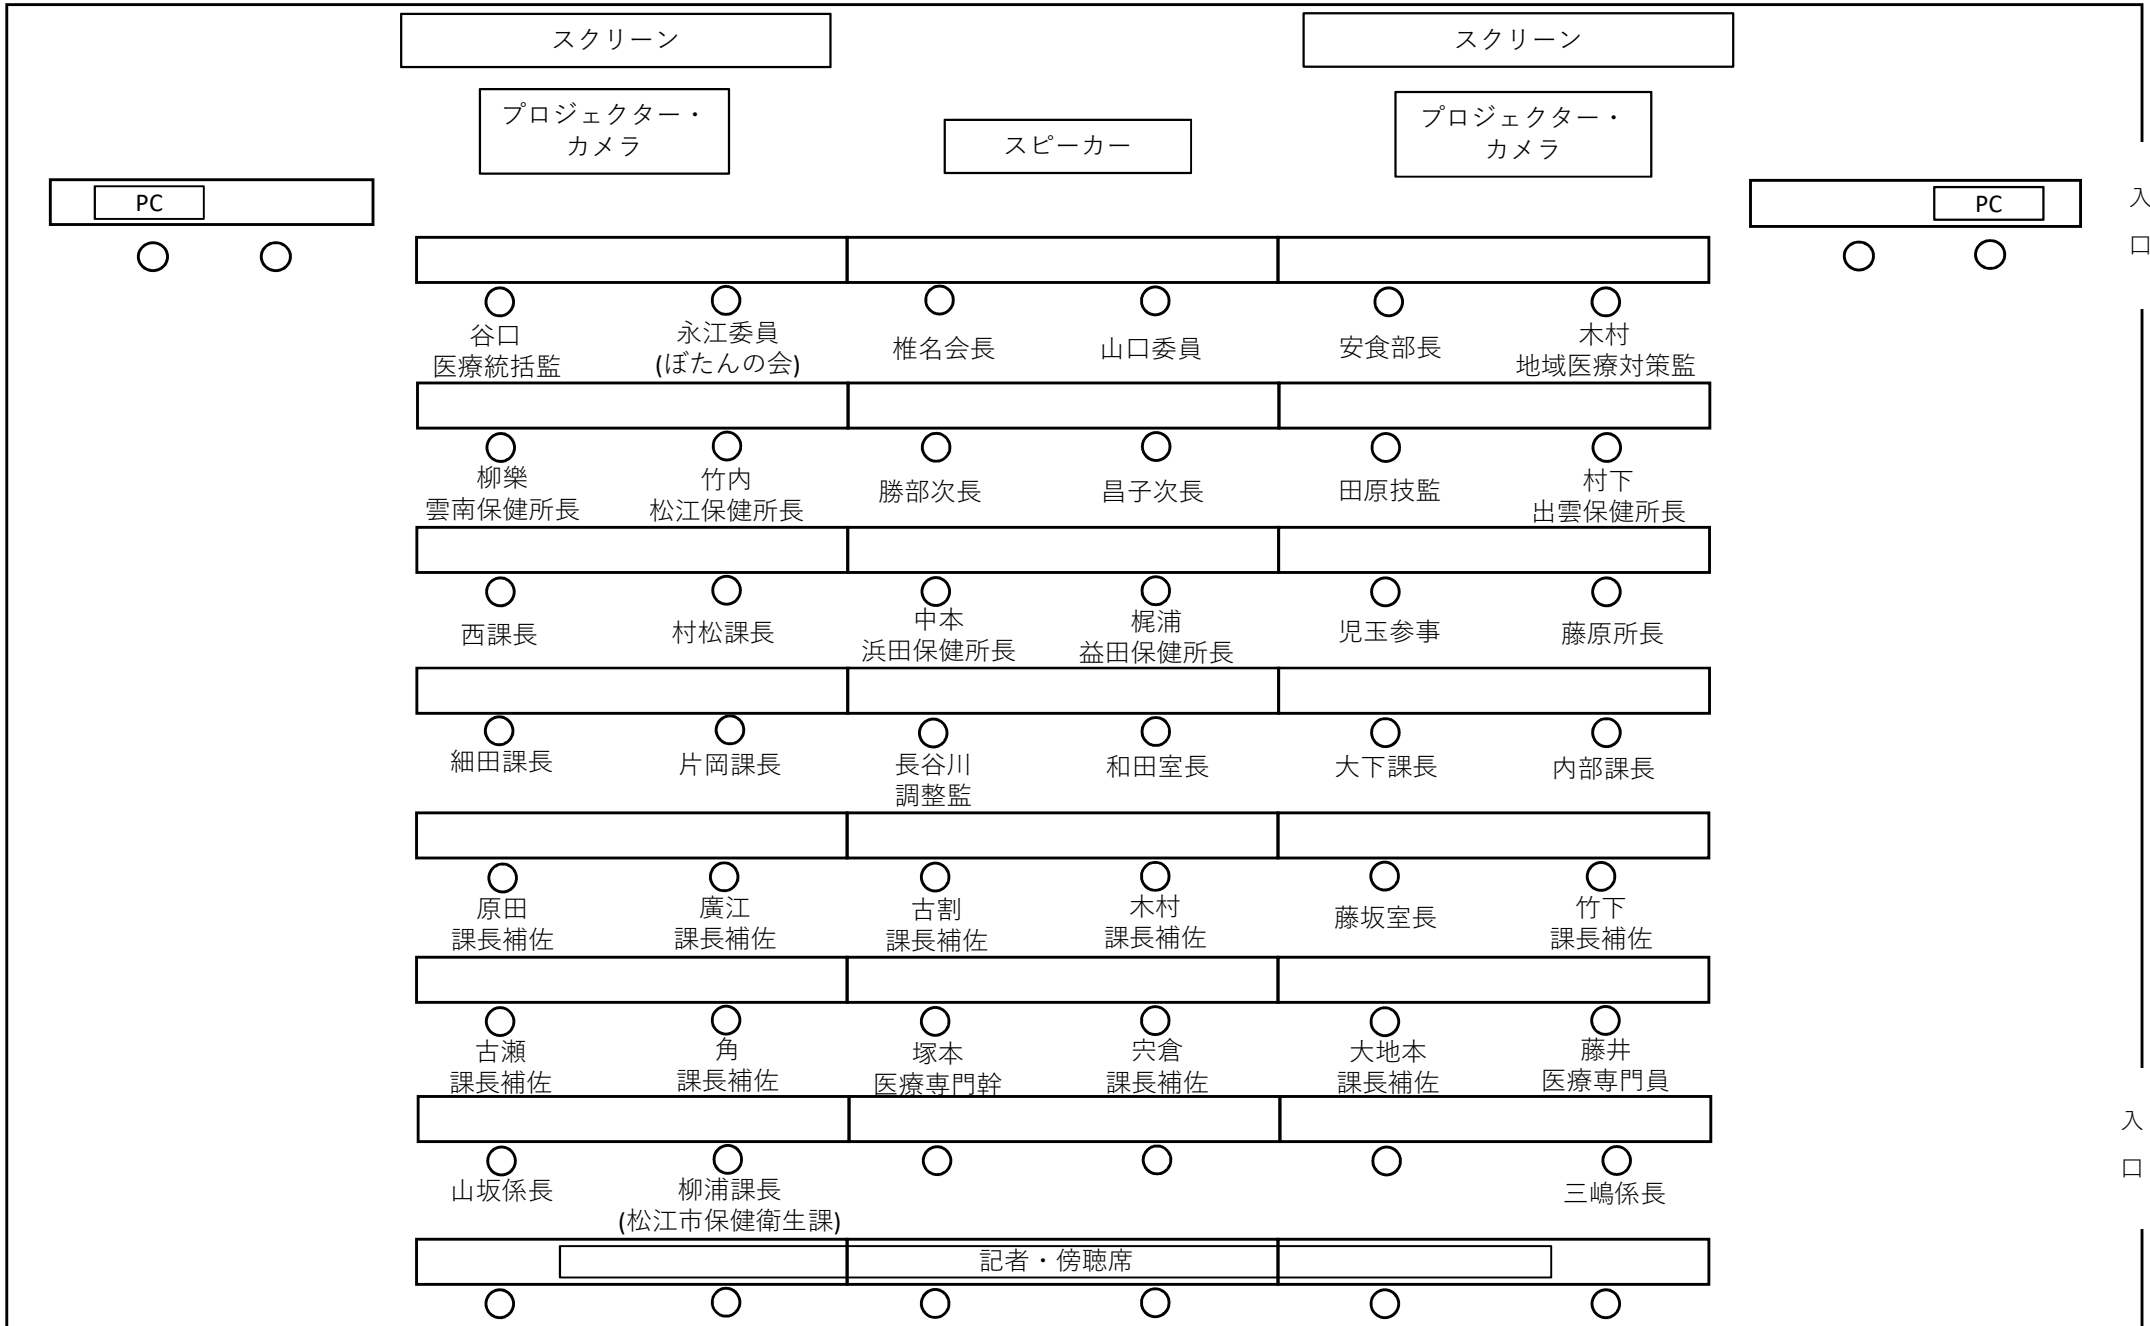 スクリーン
スクリーン
プロジェクター・
カメラ
スピーカー
プロジェクター・
カメラ
PC
PC
入
口
谷口
医療統括監
永江委員
(ぼたんの会)
椎名会長
山口委員
安食部長
木村
地域医療対策監
柳樂
雲南保健所長
竹内
松江保健所長
勝部次長
昌子次長
田原技監
村下
出雲保健所長
西課長
村松課長
中本
浜田保健所長
梶浦
益田保健所長
児玉参事
藤原所長
細田課長
片岡課長
長谷川
調整監
和田室長
大下課長
内部課長
原田
課長補佐
廣江
課長補佐
古割
課長補佐
木村
課長補佐
藤坂室長
竹下
課長補佐
古瀬
課長補佐
角
課長補佐
塚本
医療専門幹
宍倉
課長補佐
大地本
課長補佐
藤井
医療専門員
入
口
山坂係長
柳浦課長
(松江市保健衛生課)
三嶋係長
記者・傍聴席